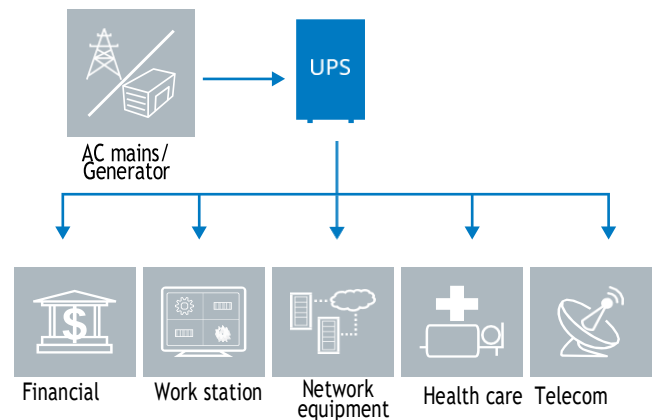 UPS
AC mains/
Generator
$
Financial
Work station
Network
equipment
Health care
Telecom